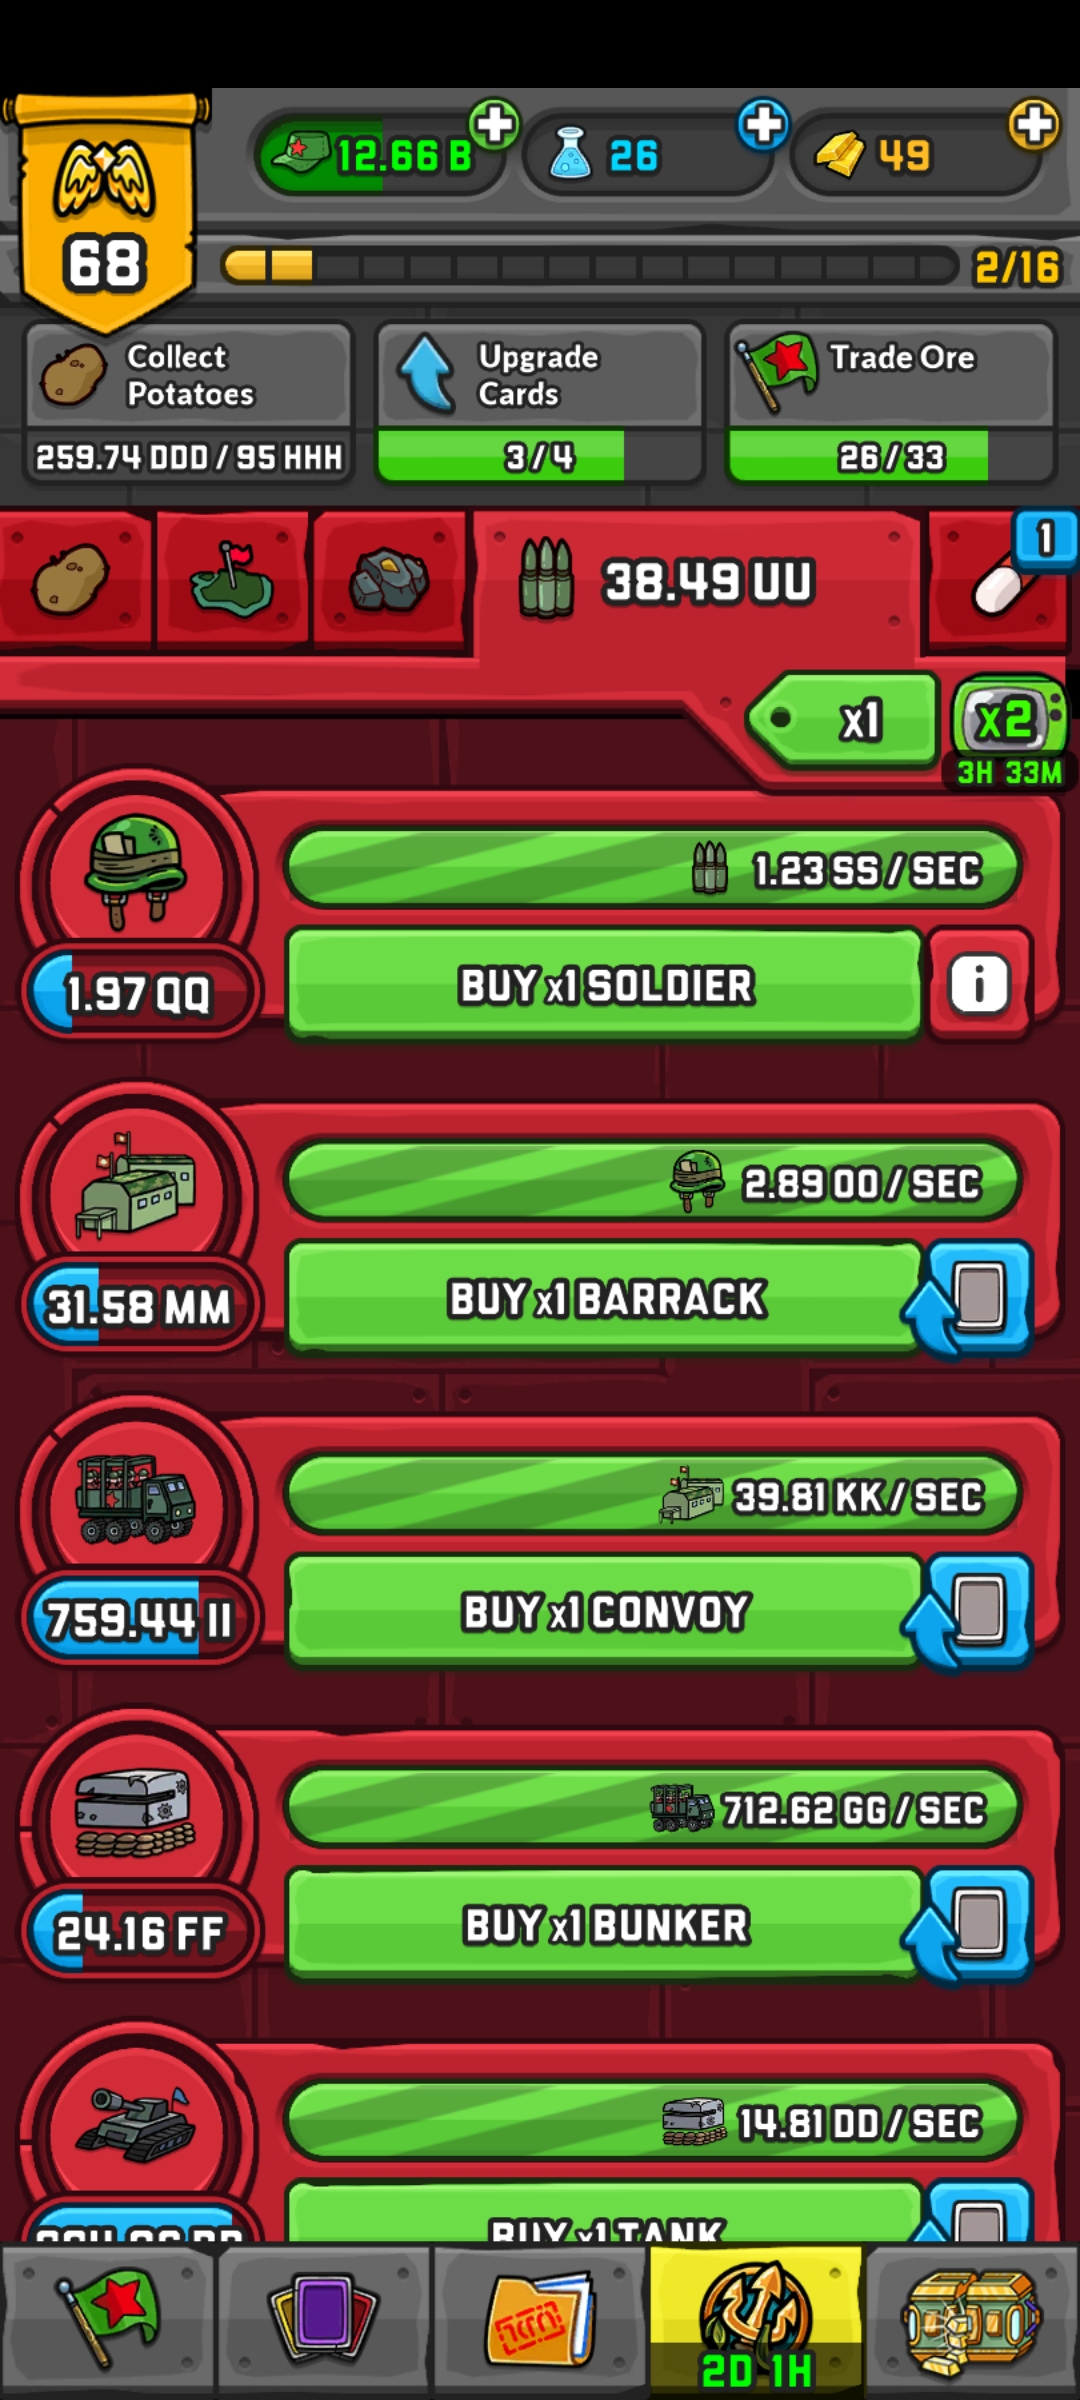 12.66 B
26
49
68
2/16
Collect
Potatoes
259.74 DDD / 95 HHH
Upgrade
Cards
3/4
Trade Ore
26/33
38.49 UU
1
x1
x2
3H 33M
1.23 SS / SEC
1.97 QQ
BUY x1 SOLDIER
i
2.89 OO / SEC
31.58 MM
BUY x1 BARRACK
39.81 KK / SEC
759.44 II
BUY x1 CONVOY
712.62 GG / SEC
24.16 FF
BUY x1 BUNKER
14.81 DD / SEC
BUY x1 TANK
2D 1H